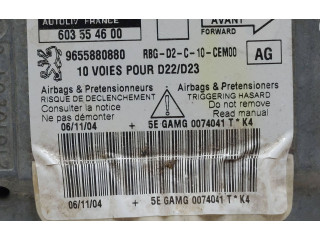 AUTOLIV FRANCE
603 55 46 00
AVANT
FORWARD
9655880880 RBG-D2-C-10-CEM00 AG
10 VOIES POUR D22/D23
Airbags & Pretensionneurs
RISQUE DE DECLENCHEMENT
Consulter la notice
Ne pas démonter
Airbags & Pretensioners
TRIGGERING HASARD
See documentation
Do not remove
06/11/04 + 5E GAMG 0074041 T * K4
06/11/04 + 5E GAMG 0074041 T * K4